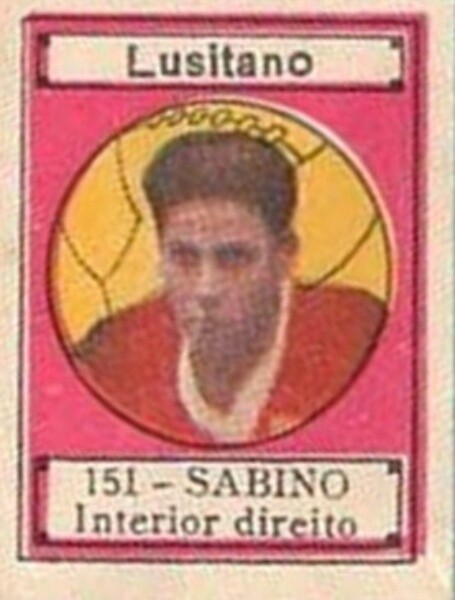 Lusitano
151 - SABINO
Interior direito